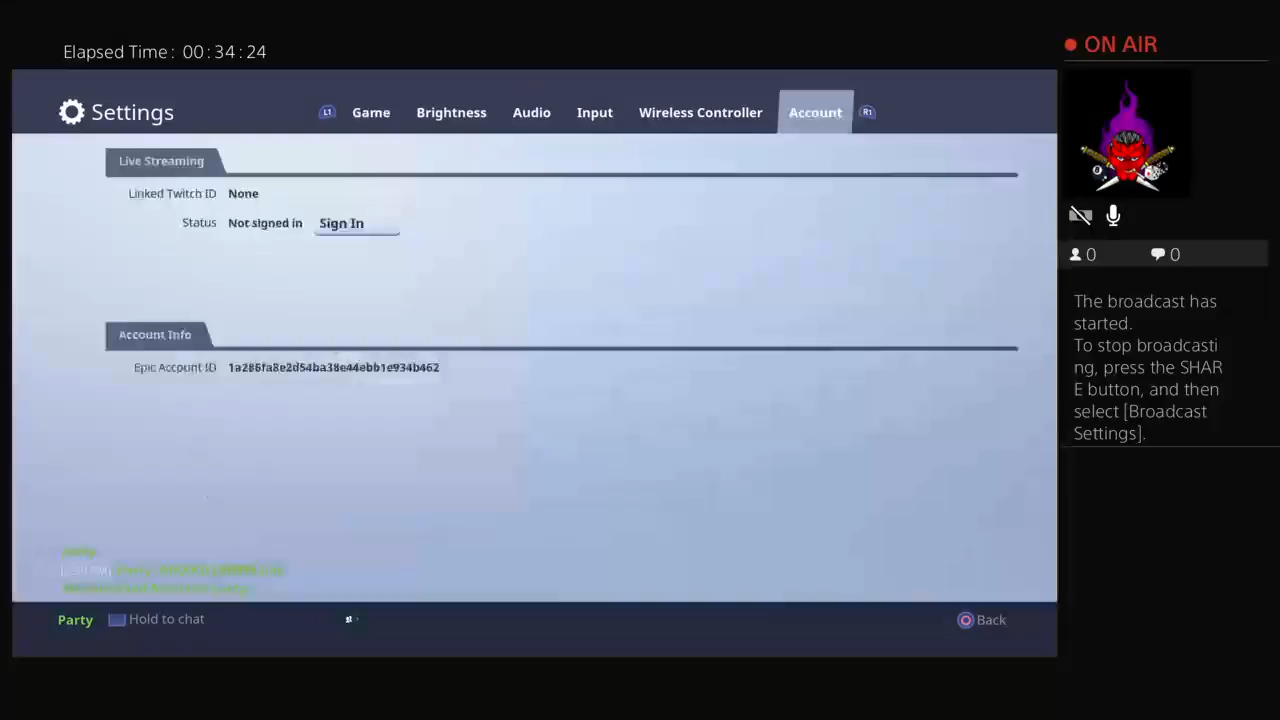 Elapsed Time: 00:34:24
ON AIR
Settings
L1 Game Brightness Audio Input Wireless Controller Account R1
Live Streaming
Linked Twitch ID None
Status Not signed in Sign In
0 0
The broadcast has
started.
To stop broadcasti
ng, press the SHAR
E button, and then
select [Broadcast
Settings].
Account Info
Epic Account ID
Party Hold to chat
Back